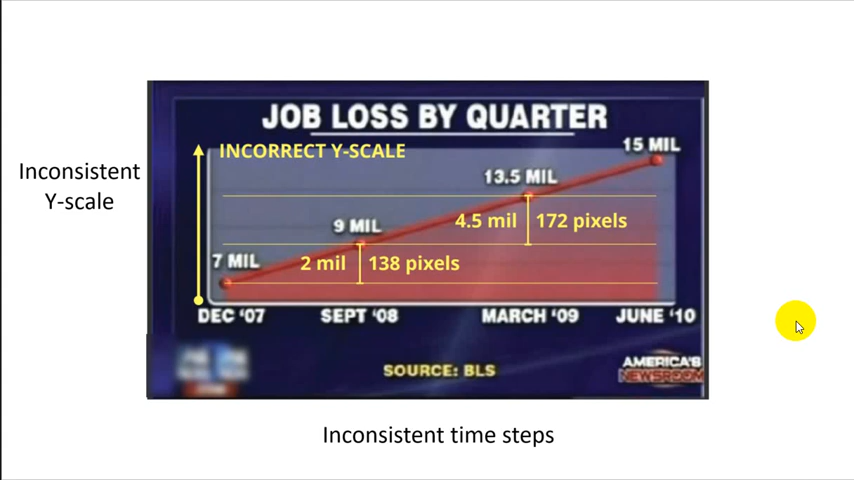 JOB LOSS BY QUARTER
INCORRECT Y-SCALE
15 MIL
Inconsistent
Y-scale
13.5 MIL
9 MIL
4.5 mil 172 pixels
7 MIL
2 mil 138 pixels
DEC '07 SEPT '08 MARCH '09 JUNE '10
SOURCE: BLS
AMERICA'S
NEWSROOM
Inconsistent time steps